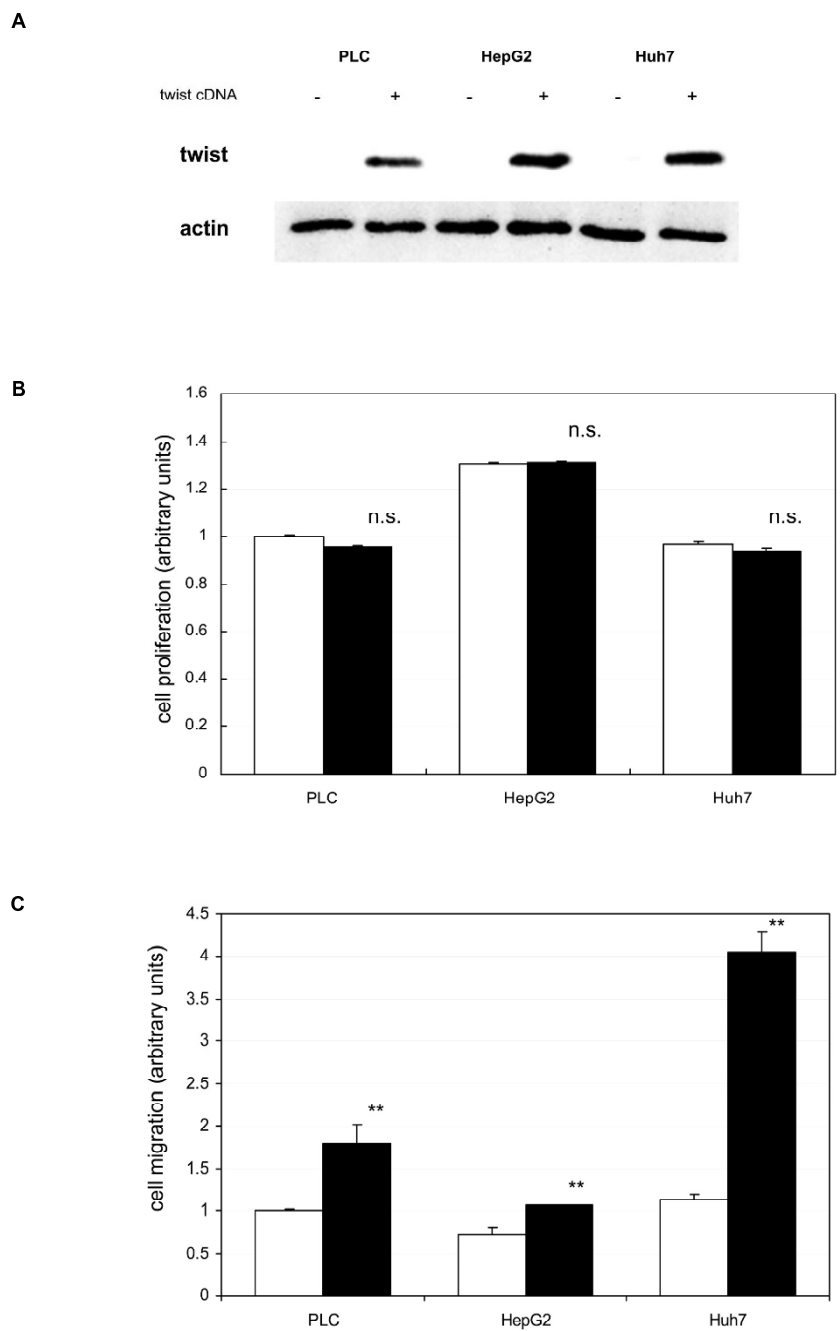 A
PLC HepG2 Huh7
twist cDNA - + - + - +
twist
actin
B
cell proliferation (arbitrary units)
1.6
1.4
1.2
1
0.8
0.6
0.4
0.2
0
n.s.
n.s.
n.s.
PLC HepG2 Huh7
C
cell migration (arbitrary units)
4.5
4
3.5
3
2.5
2
1.5
1
0.5
0
**
**
**
PLC HepG2 Huh7